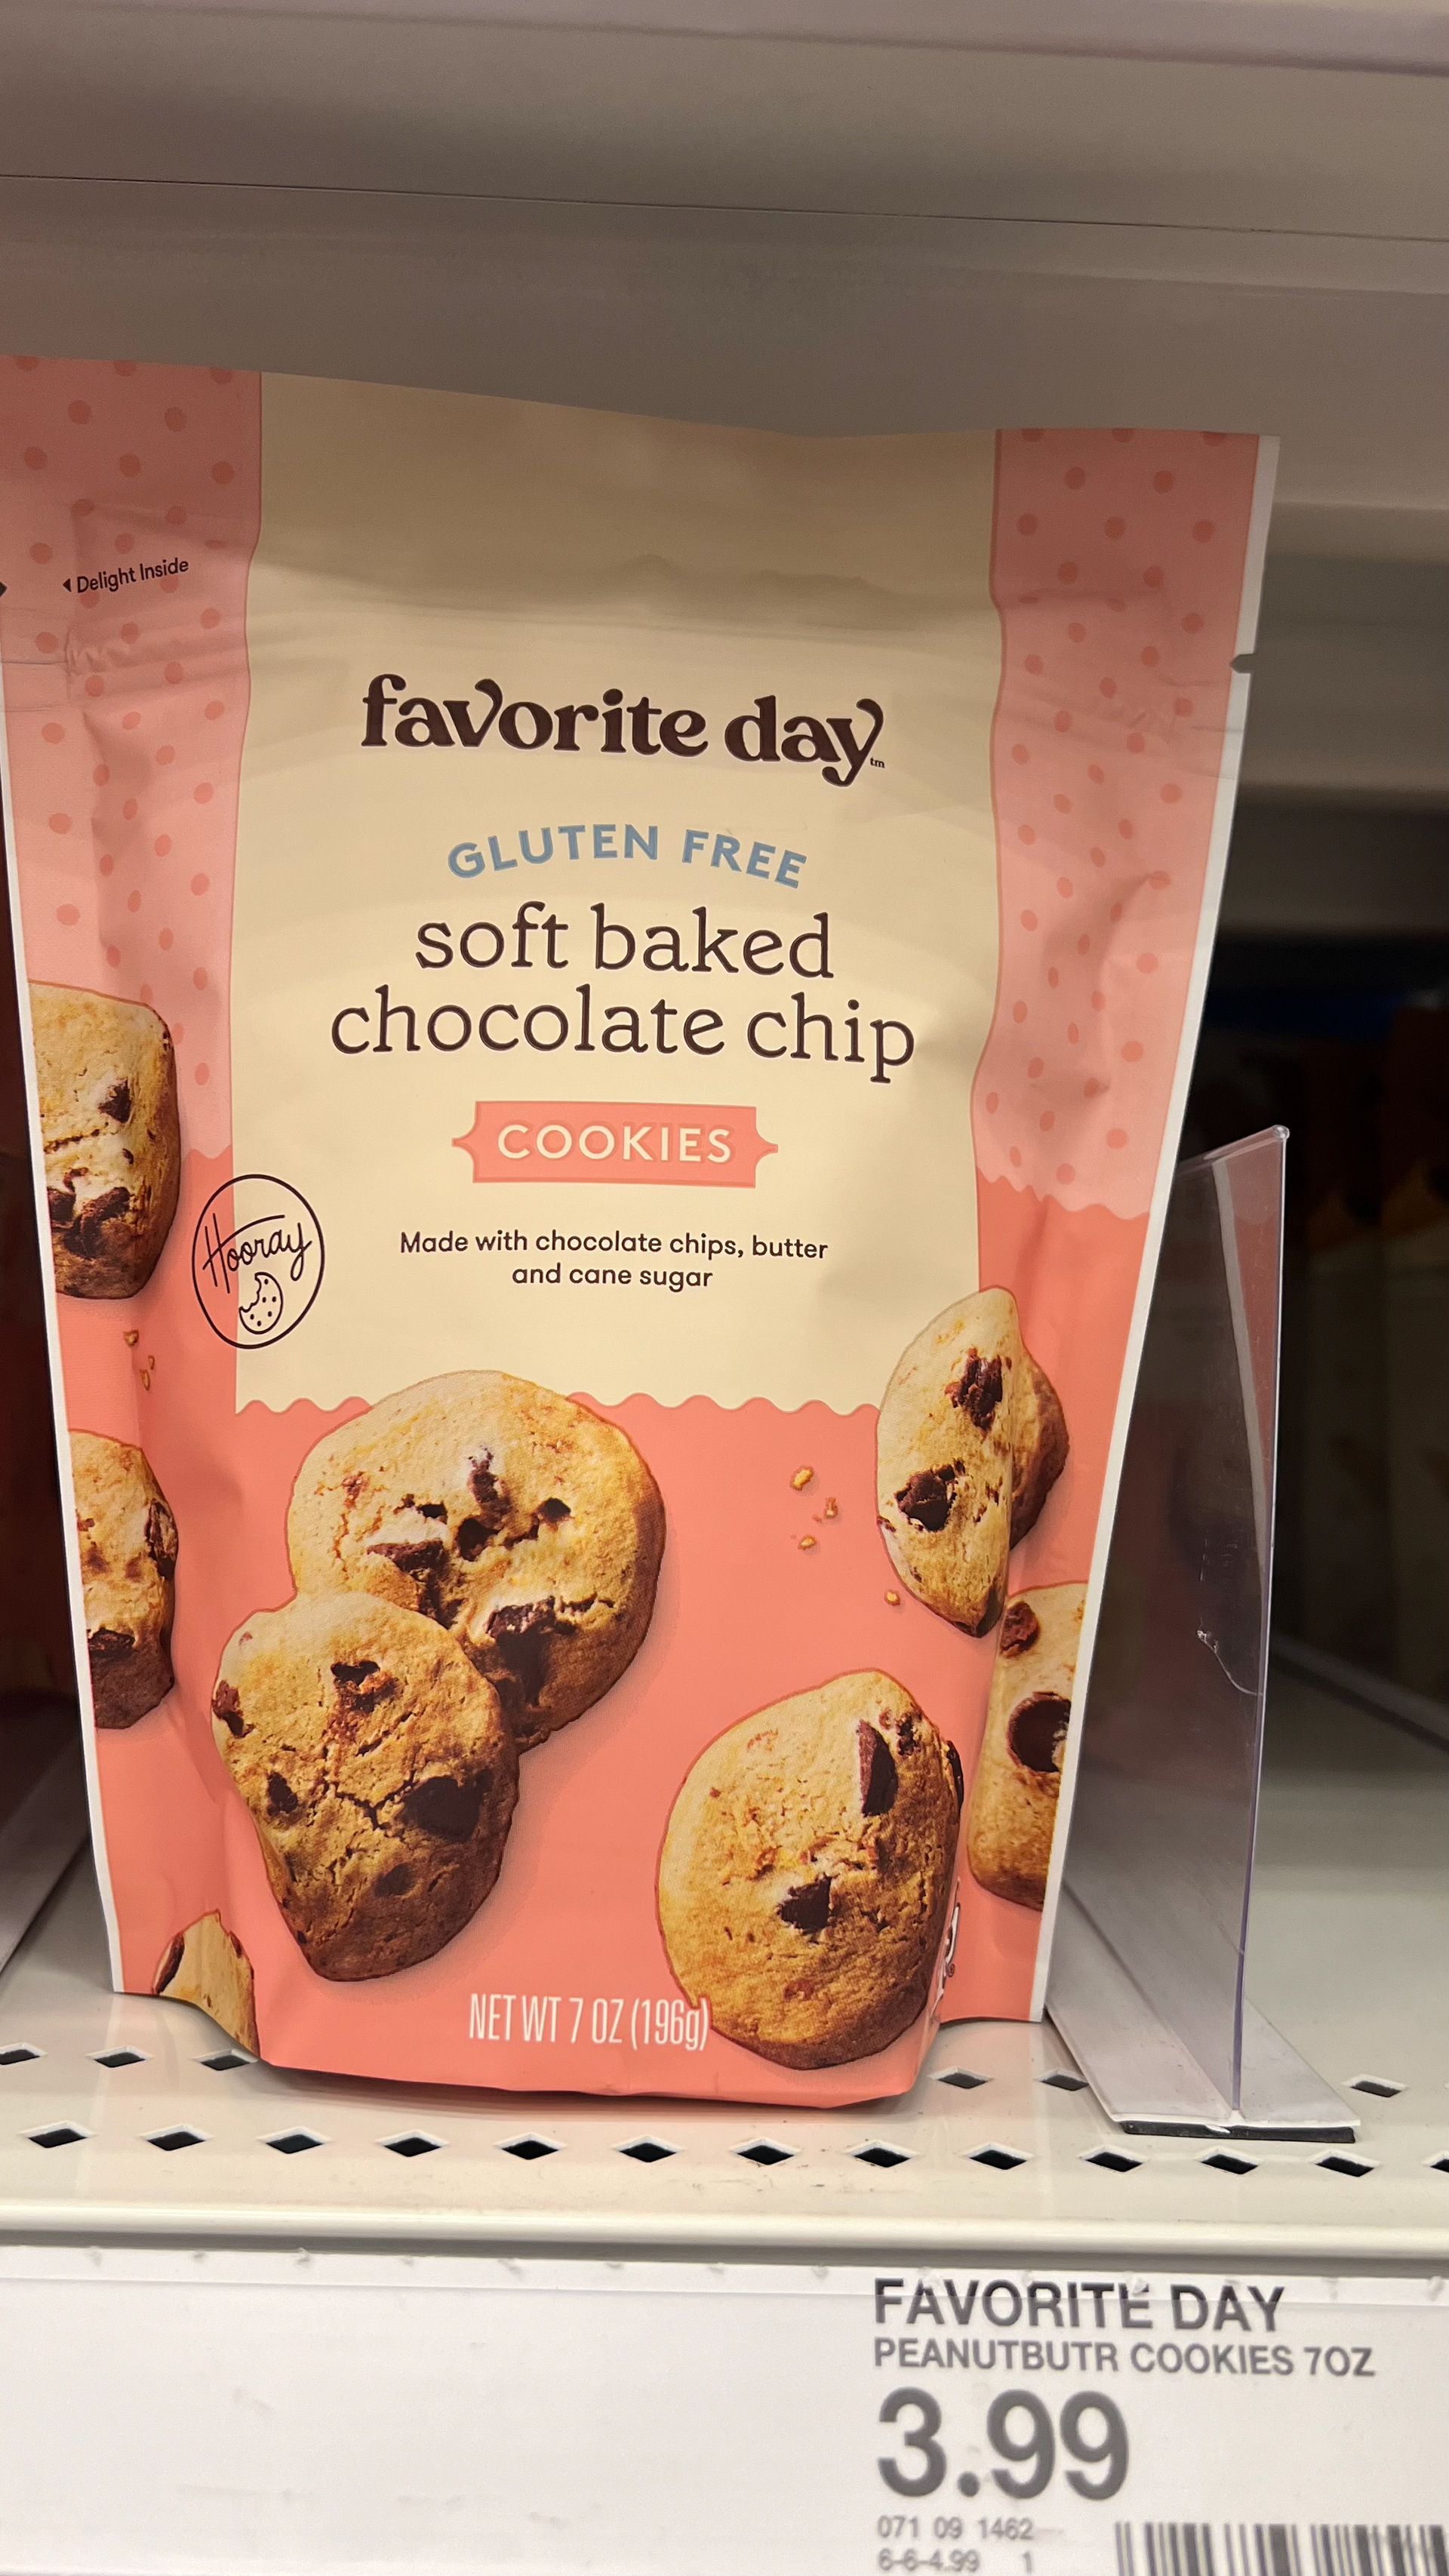 Delight Inside
favorite day™
GLUTEN FREE
soft baked
chocolate chip
COOKIES
Hooray
Made with chocolate chips, butter
and cane sugar
NET WT 7 OZ (196g)
FAVORITE DAY
PEANUTBUTR COOKIES 7OZ
3.99
071 09 1462
6-6-4.99 1